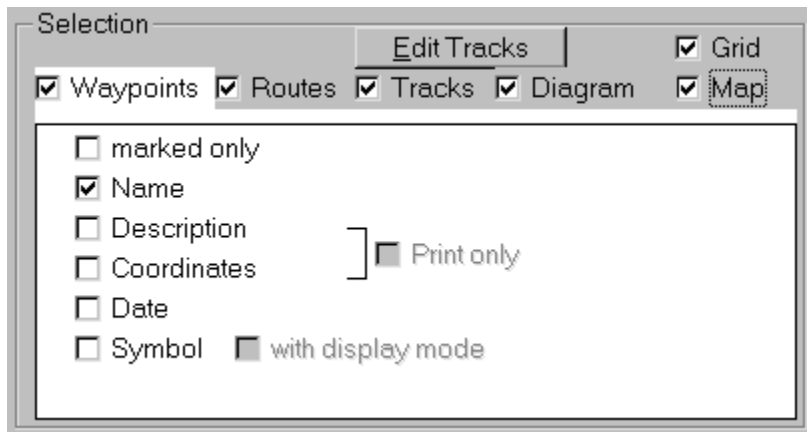 Selection
Edit Tracks Grid
Waypoints Routes Tracks Diagram Map
marked only
Name
Description
Print only
Coordinates
Date
Symbol with display mode